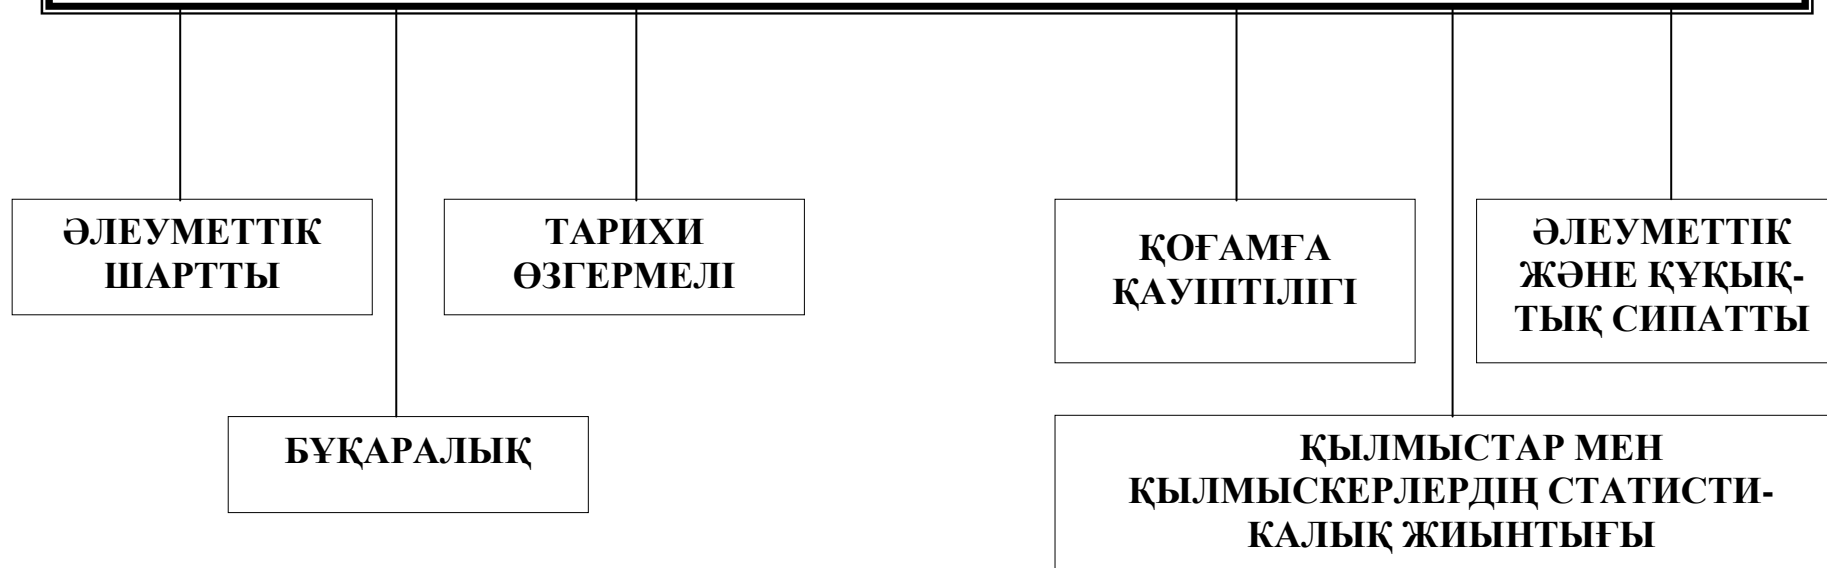 ӘЛЕУМЕТТІК
ШАРТТЫ
ТАРИХИ
ӨЗГЕРМЕЛІ
ҚОҒАМҒА
ҚАУІПТІЛІГІ
ӘЛЕУМЕТТІК
ЖӘНЕ ҚҰҚЫҚ-
ТЫҚ СИПАТТЫ
БҰҚАРАЛЫҚ
ҚЫЛМЫСТАР МЕН
ҚЫЛМЫСКЕРЛЕРДІҢ СТАТИСТИ-
КАЛЫҚ ЖИЫНТЫҒЫ